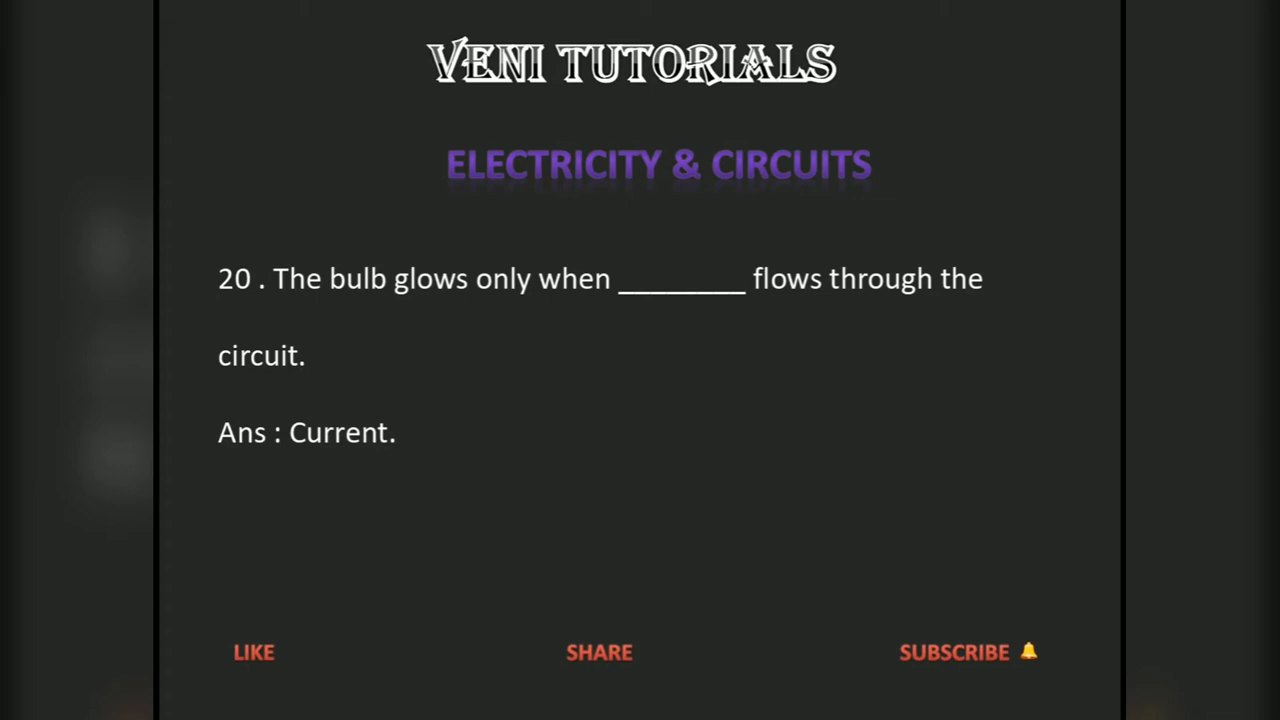 VENI TUTORIALS
ELECTRICITY & CIRCUITS
20 . The bulb glows only when ________ flows through the
circuit.
Ans : Current.
LIKE SHARE SUBSCRIBE 🔔